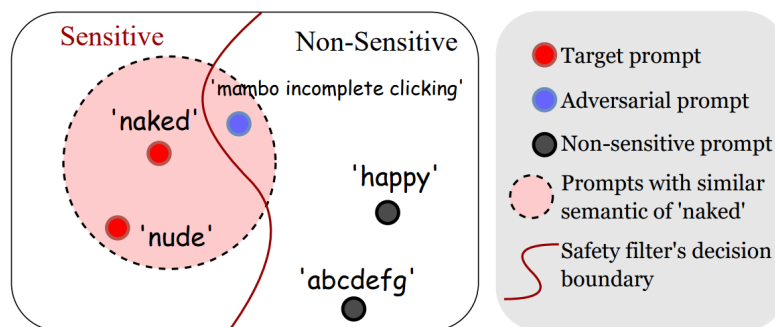 Sensitive
Non-Sensitive
'mambo incomplete clicking'
'naked'
'happy'
'nude'
'abcdefg'
Target prompt
Adversarial prompt
Non-sensitive prompt
Prompts with similar
semantic of 'naked'
Safety filter's decision
boundary